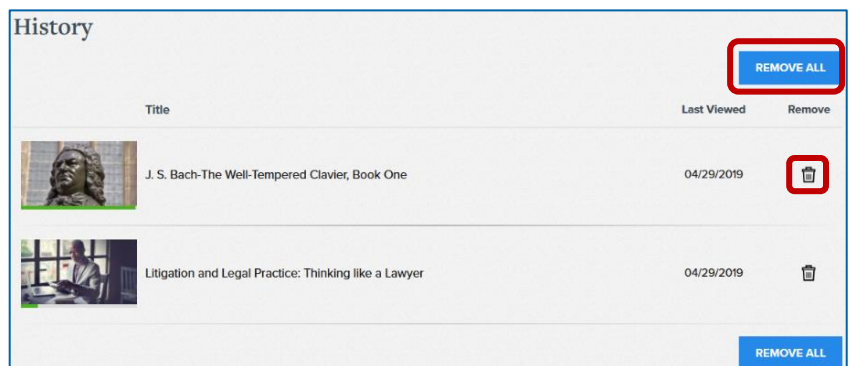 History
REMOVE ALL
Title Last Viewed Remove
J. S. Bach-The Well-Tempered Clavier, Book One 04/29/2019
Litigation and Legal Practice: Thinking like a Lawyer 04/29/2019
REMOVE ALL